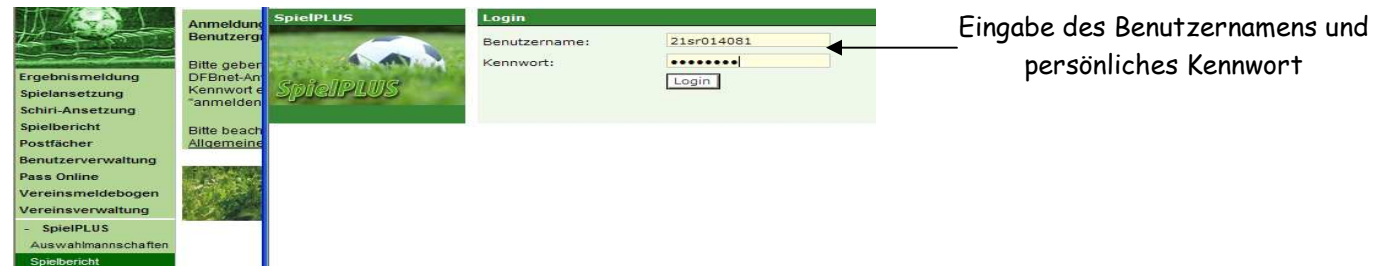 Ergebnismeldung
Spielansetzung
Schiri-Ansetzung
Spielbericht
Postfächer
Benutzerverwaltung
Pass Online
Vereinsmeldebogen
Vereinsverwaltung
- SpielPLUS
Auswahlmannschaften
Spielbericht
Anmeldung
Benutzergr
Bitte geben
DFBnet-An
Kennwort e
"anmelden
Bitte beach
Allgemeine
SpielPLUS
SpielPLUS
Login
Benutzername: 21sr014081
Kennwort: ••••••••
Login
Eingabe des Benutzernamens und
persönliches Kennwort